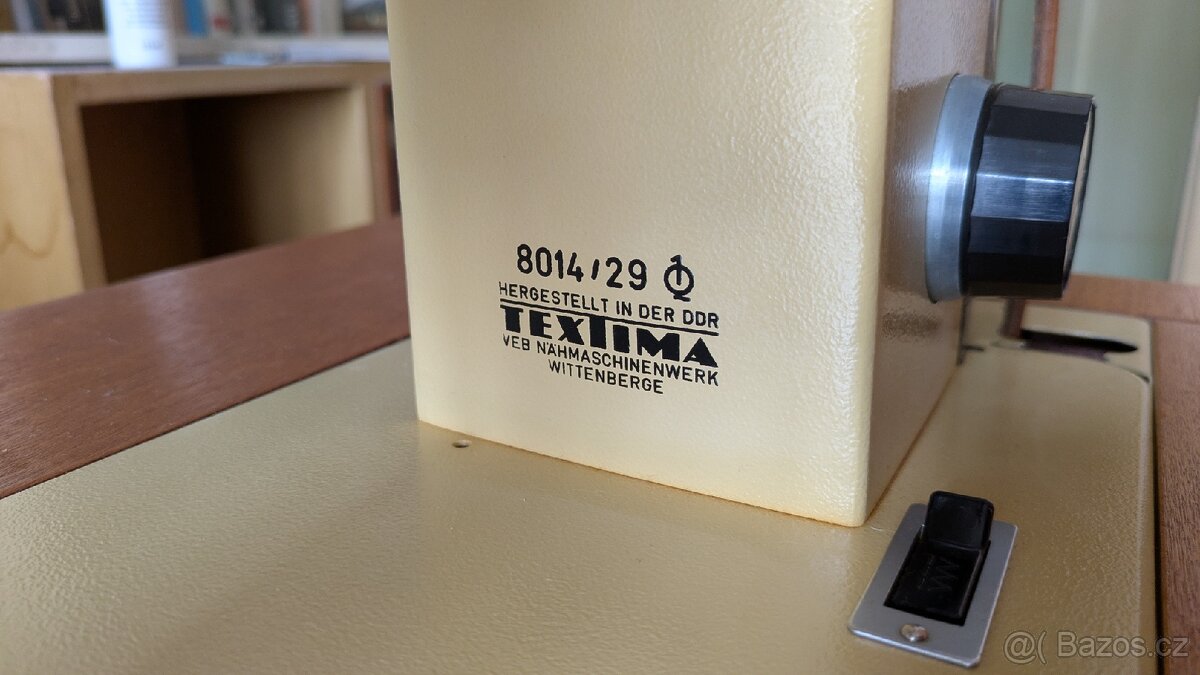 8014/29
HERGESTELLT IN DER DDR
TEXTIMA
VEB NÄHMASCHINENWERK
WITTENBERGE
@( Bazos.cz